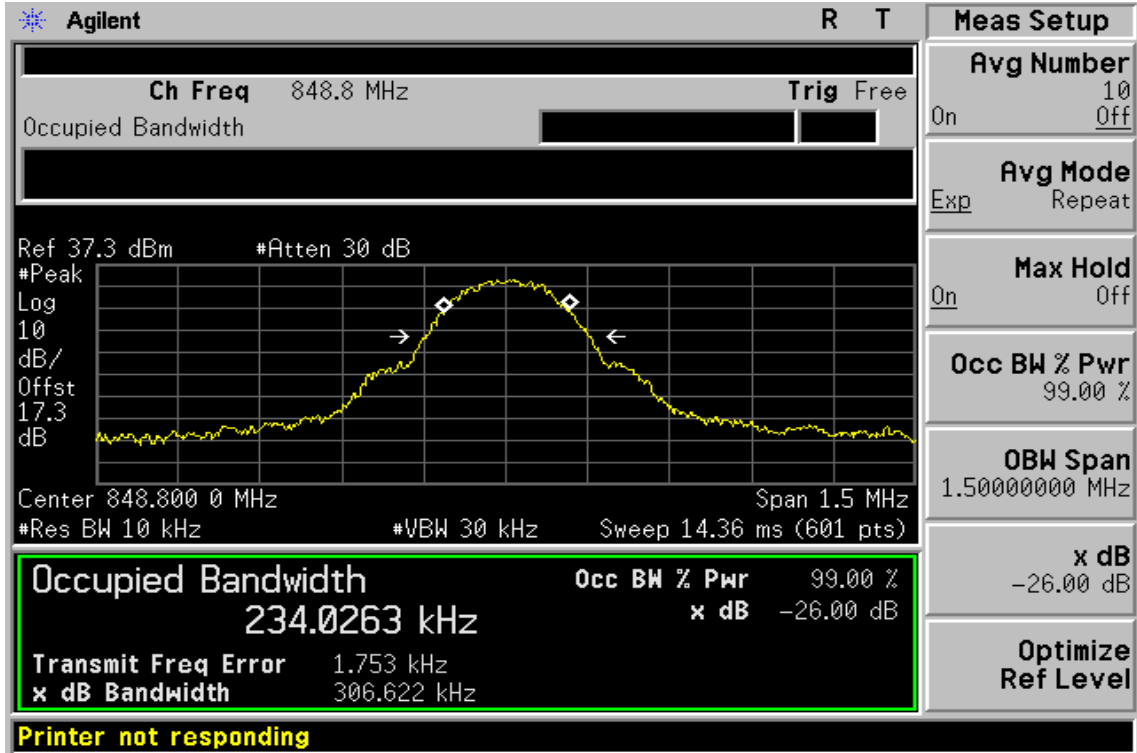 Agilent R T
Ch Freq 848.8 MHz Trig Free
Occupied Bandwidth
Ref 37.3 dBm #Atten 30 dB
#Peak
Log
10
dB/
Offst
17.3
dB
Center 848.800 0 MHz Span 1.5 MHz
#Res BW 10 kHz #VBW 30 kHz Sweep 14.36 ms (601 pts)
Occupied Bandwidth Occ BW % Pwr 99.00 %
234.0263 kHz x dB -26.00 dB
Transmit Freq Error 1.753 kHz
x dB Bandwidth 306.622 kHz
Printer not responding
Meas Setup
Avg Number
10
On Off
Avg Mode
Exp Repeat
Max Hold
On Off
Occ BW % Pwr
99.00 %
OBW Span
1.50000000 MHz
x dB
-26.00 dB
Optimize
Ref Level